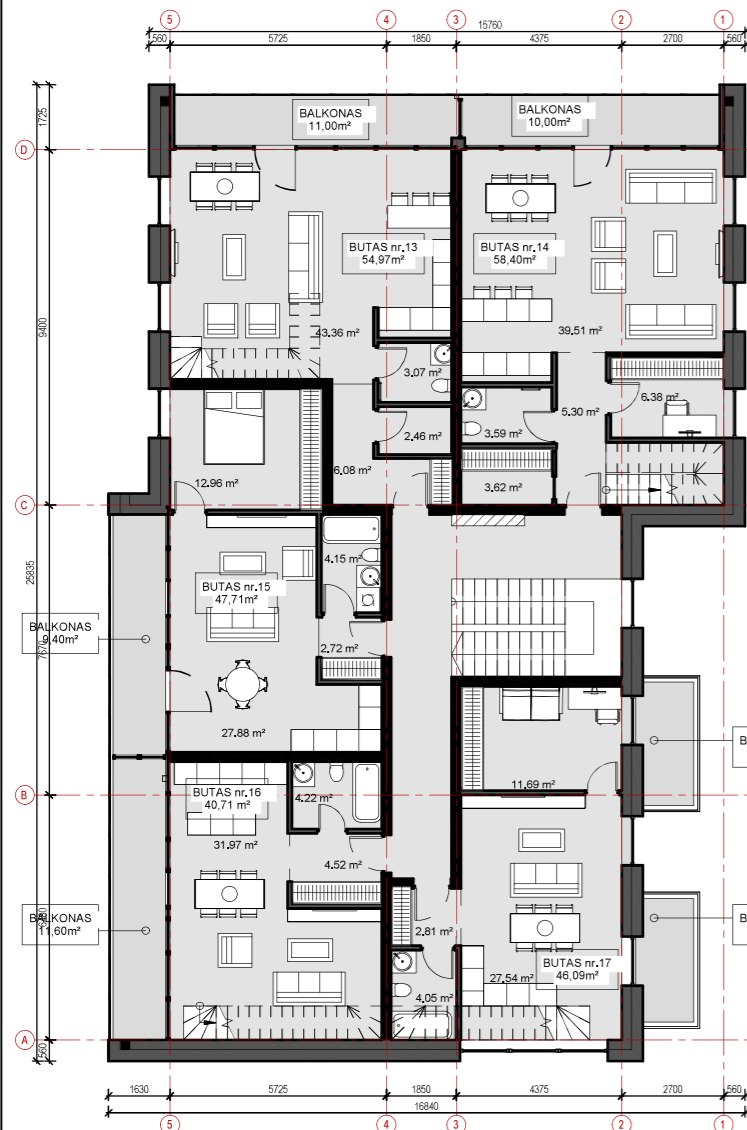 5 4 3 2 1
15760
560 5725 1850 4375 2700 560
1725
BALKONAS
11,00m²
BALKONAS
10,00m²
D
BUTAS nr.13
54,97m²
BUTAS nr.14
58,40m²
9400
43.36 m²
39.51 m²
3.07 m²
6.38 m²
5.30 m²
2.46 m²
3.59 m²
6.08 m²
12.96 m²
3.62 m²
C
4.15 m²
25835
BUTAS nr.15
47,71m²
BALKONAS
9,40m²
7670
2.72 m²
27.88 m²
B
11.69 m²
B
BUTAS nr.16
40,71 m²
4.22 m²
31.97 m²
4.52 m²
BALKONAS
11,60m²
B
2.81 m²
BUTAS nr.17
46,09m²
27,54 m²
4.05 m²
A
560
1630 5725 1850 4375 2700 560
16840
5 4 3 2 1